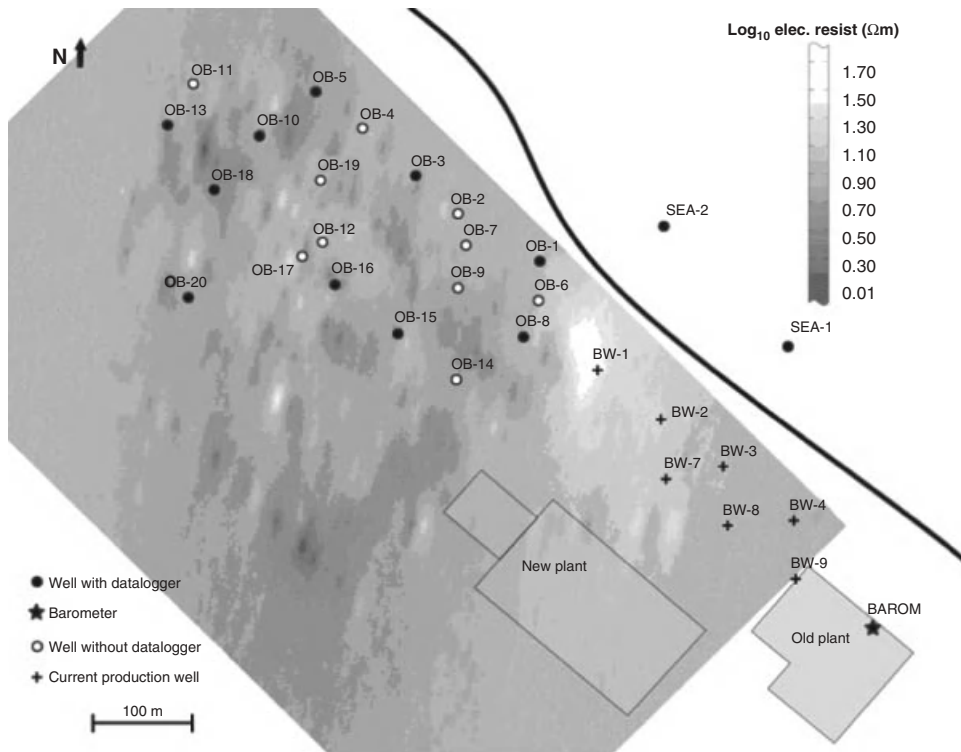 Log10 elec. resist (Ωm)
N
1.70
1.50
1.30
1.10
0.90
0.70
0.50
0.30
0.01
OB-11
OB-5
OB-13
OB-10
OB-4
OB-19
OB-3
OB-18
OB-2
SEA-2
OB-12
OB-7
OB-1
OB-17
OB-16
OB-9
OB-20
OB-6
OB-15
OB-8
SEA-1
BW-1
OB-14
BW-2
BW-3
BW-7
BW-4
BW-8
New plant
BW-9
BAROM
Old plant
Well with datalogger
Barometer
Well without datalogger
Current production well
100 m